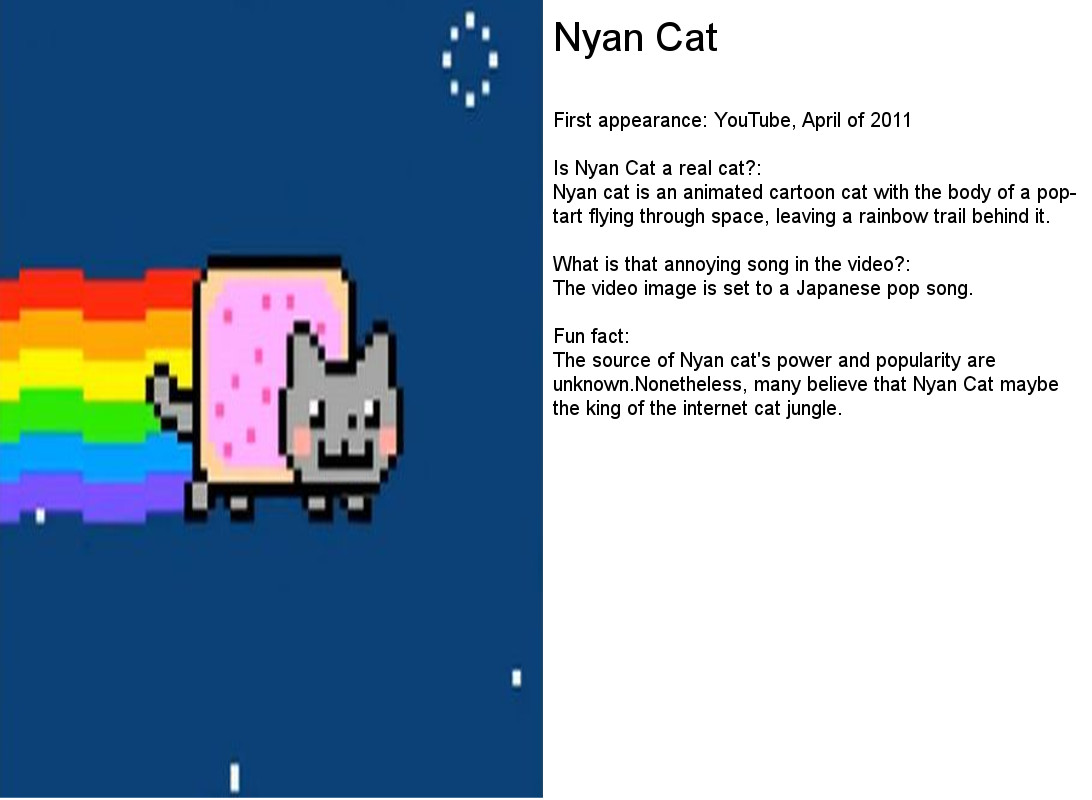 Nyan Cat
First appearance: YouTube, April of 2011
Is Nyan Cat a real cat?:
Nyan cat is an animated cartoon cat with the body of a pop-
tart flying through space, leaving a rainbow trail behind it.
What is that annoying song in the video?:
The video image is set to a Japanese pop song.
Fun fact:
The source of Nyan cat's power and popularity are
unknown.Nonetheless, many believe that Nyan Cat maybe
the king of the internet cat jungle.